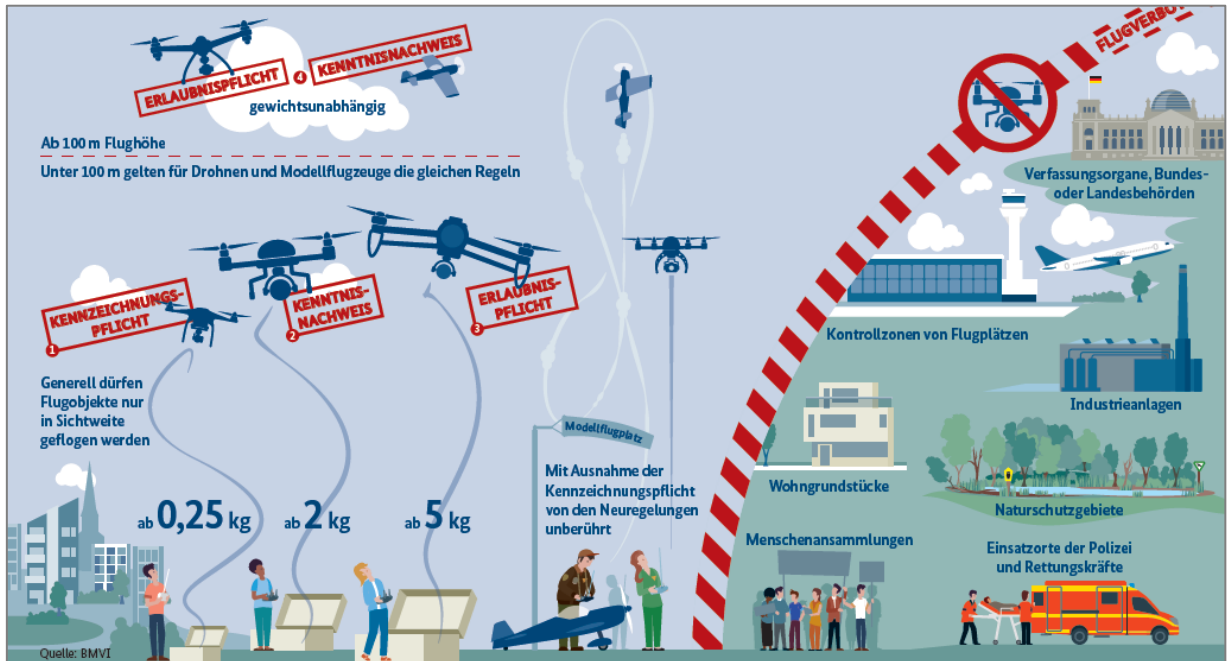 ERLAUBNISPFLICHT
4
KENNTNISNACHWEIS
gewichtsunabhängig
Ab 100 m Flughöhe
Unter 100 m gelten für Drohnen und Modellflugzeuge die gleichen Regeln
KENNZEICHNUNGS-
PFLICHT
1
KENNTNIS-
NACHWEIS
2
ERLAUBNIS-
PFLICHT
3
Generell dürfen
Flugobjekte nur
in Sichtweite
geflogen werden
ab 0,25 kg
ab 2 kg
ab 5 kg
Modellflugplatz
Mit Ausnahme der
Kennzeichnungspflicht
von den Neuregelungen
unberührt
FLUGVERBOT
Verfassungsorgane, Bundes-
oder Landesbehörden
Kontrollzonen von Flugplätzen
Industrieanlagen
Wohngrundstücke
Naturschutzgebiete
Menschenansammlungen
Einsatzorte der Polizei
und Rettungskräfte
Quelle: BMVI